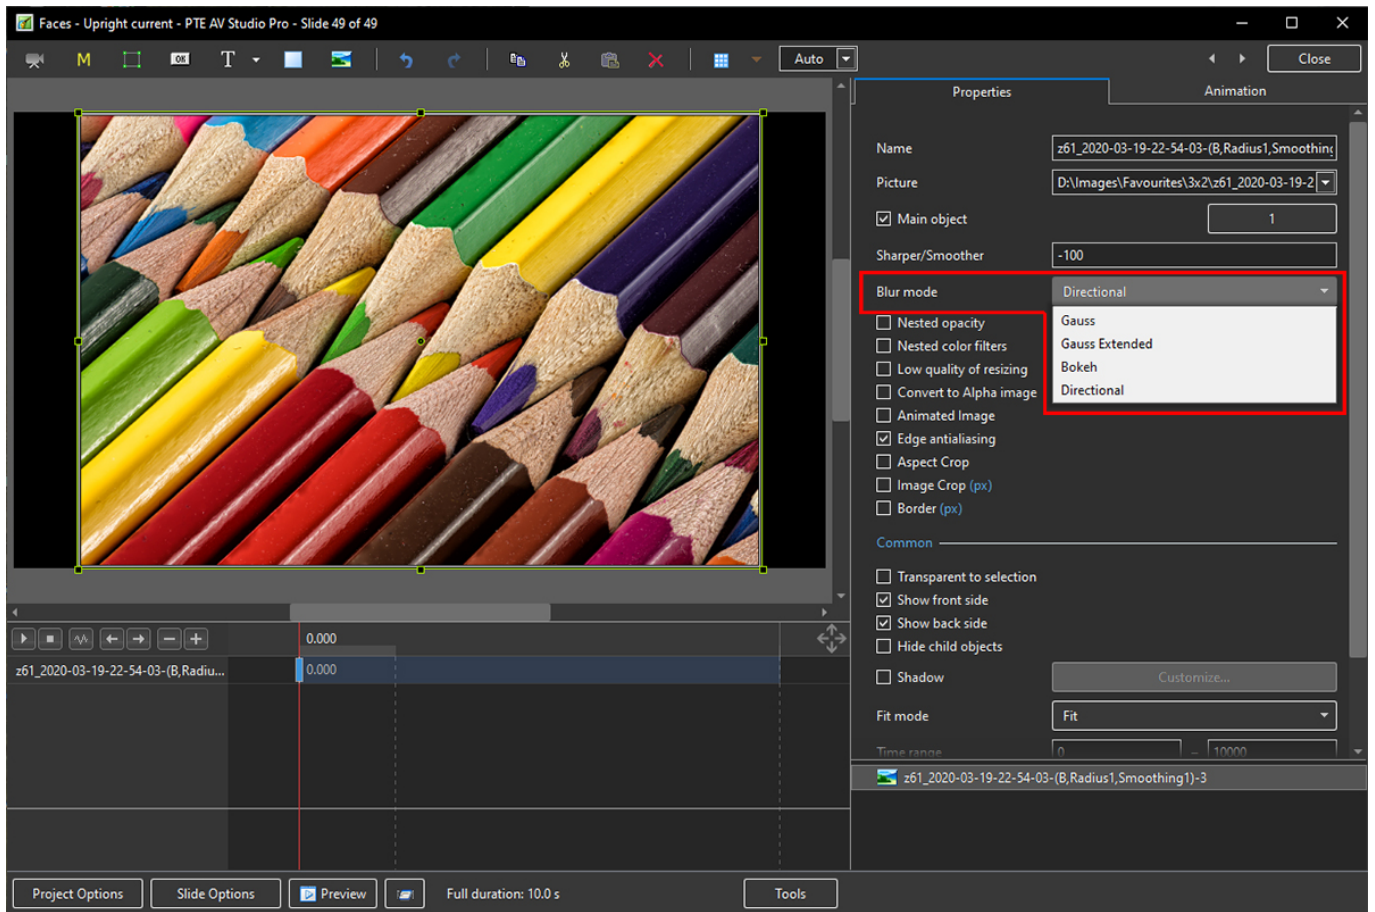 Faces - Upright current - PTE AV Studio Pro - Slide 49 of 49
M
OK
T
Auto
Close
Properties
Animation
Name
z61_2020-03-19-22-54-03-(B,Radius1,Smoothing
Picture
D:\Images\Favourites\3x2\z61_2020-03-19-2
Main object
1
Sharper/Smoother
-100
Blur mode
Directional
Gauss
Gauss Extended
Bokeh
Directional
Nested opacity
Nested color filters
Low quality of resizing
Convert to Alpha image
Animated Image
Edge antialiasing
Aspect Crop
Image Crop (px)
Border (px)
Common
Transparent to selection
Show front side
Show back side
Hide child objects
Shadow
Customize...
Fit mode
Fit
Time range
0
–
10000
z61_2020-03-19-22-54-03-(B,Radius1,Smoothing1)-3
0.000
z61_2020-03-19-22-54-03-(B,Radiu...
0.000
Project Options
Slide Options
Preview
Full duration: 10.0 s
Tools